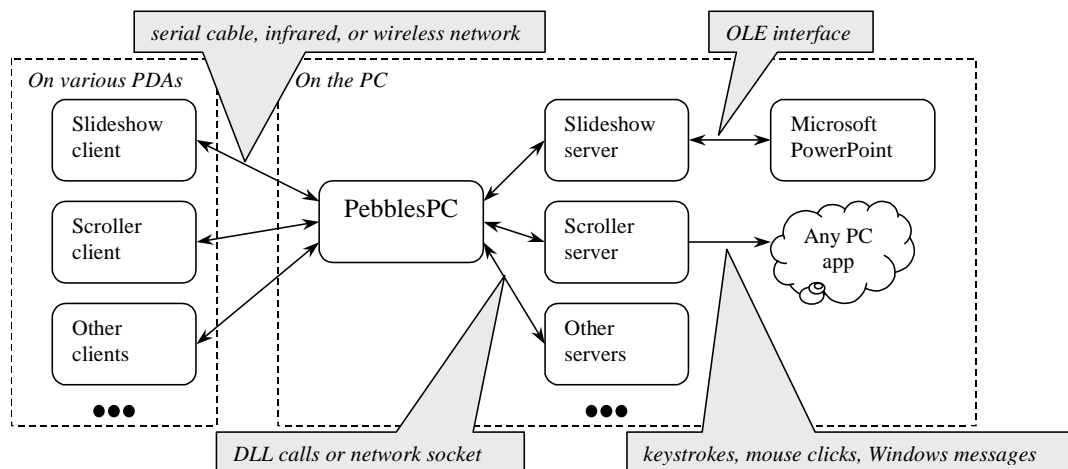 serial cable, infrared, or wireless network
OLE interface
On various PDAs
On the PC
Slideshow
client
Slideshow
server
Microsoft
PowerPoint
PebblesPC
Scroller
client
Scroller
server
Any PC
app
Other
clients
Other
servers
DLL calls or network socket
keystrokes, mouse clicks, Windows messages